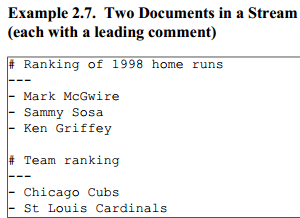 Example 2.7.  Two Documents in a Stream
(each with a leading comment)
# Ranking of 1998 home runs
---
- Mark McGwire
- Sammy Sosa
- Ken Griffey

# Team ranking
---
- Chicago Cubs
- St Louis Cardinals